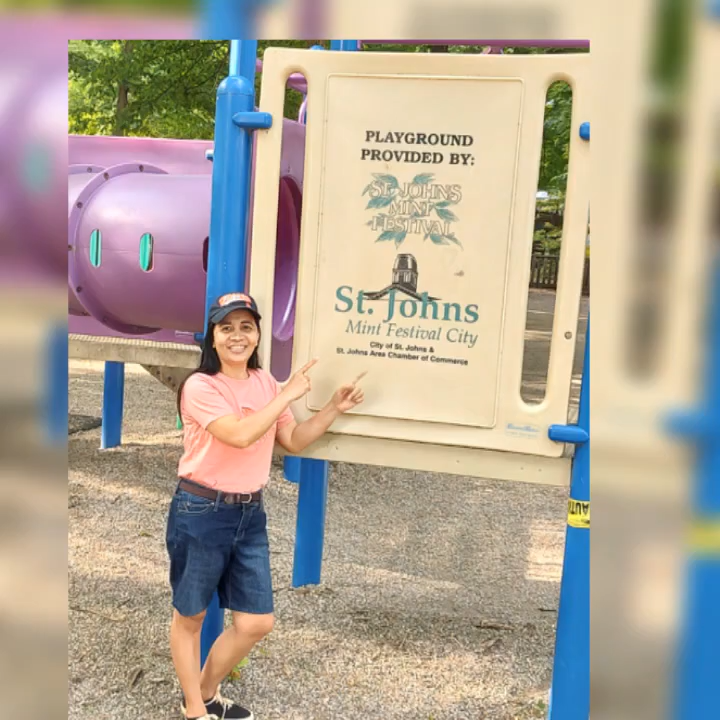 PLAYGROUND
PROVIDED BY:
ST. JOHNS
MINT
FESTIVAL
St. Johns
Mint Festival City
City of St. Johns &
St. Johns Area Chamber of Commerce